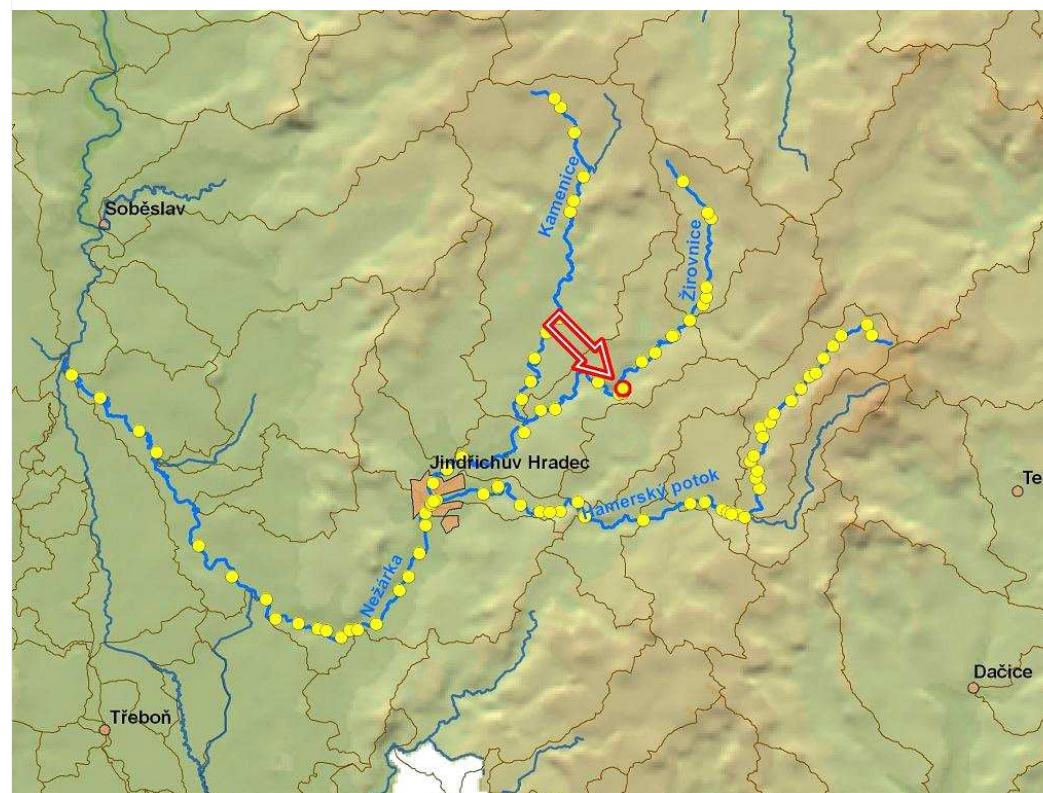 Soběslav
Kamenice
Žirovnice
Jindřichův Hradec
Hamerský potok
Te
Nežárka
Dačice
Třeboň